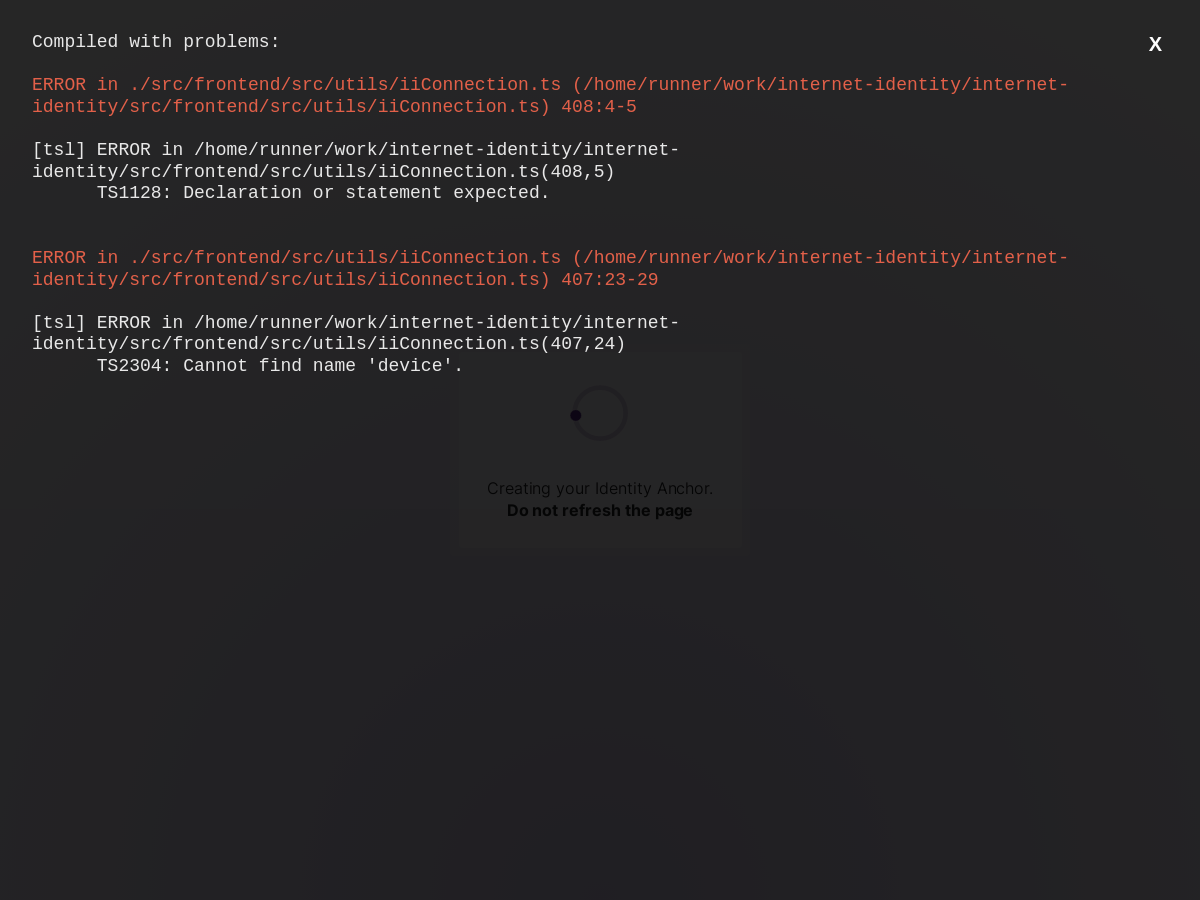 Compiled with problems:
X
ERROR in ./src/frontend/src/utils/iiConnection.ts (/home/runner/work/internet-identity/internet-
identity/src/frontend/src/utils/iiConnection.ts) 408:4-5
[tsl] ERROR in /home/runner/work/internet-identity/internet-
identity/src/frontend/src/utils/iiConnection.ts(408,5)
TS1128: Declaration or statement expected.
ERROR in ./src/frontend/src/utils/iiConnection.ts (/home/runner/work/internet-identity/internet-
identity/src/frontend/src/utils/iiConnection.ts) 407:23-29
[tsl] ERROR in /home/runner/work/internet-identity/internet-
identity/src/frontend/src/utils/iiConnection.ts(407,24)
TS2304: Cannot find name 'device'.
Creating your Identity Anchor.
Do not refresh the page